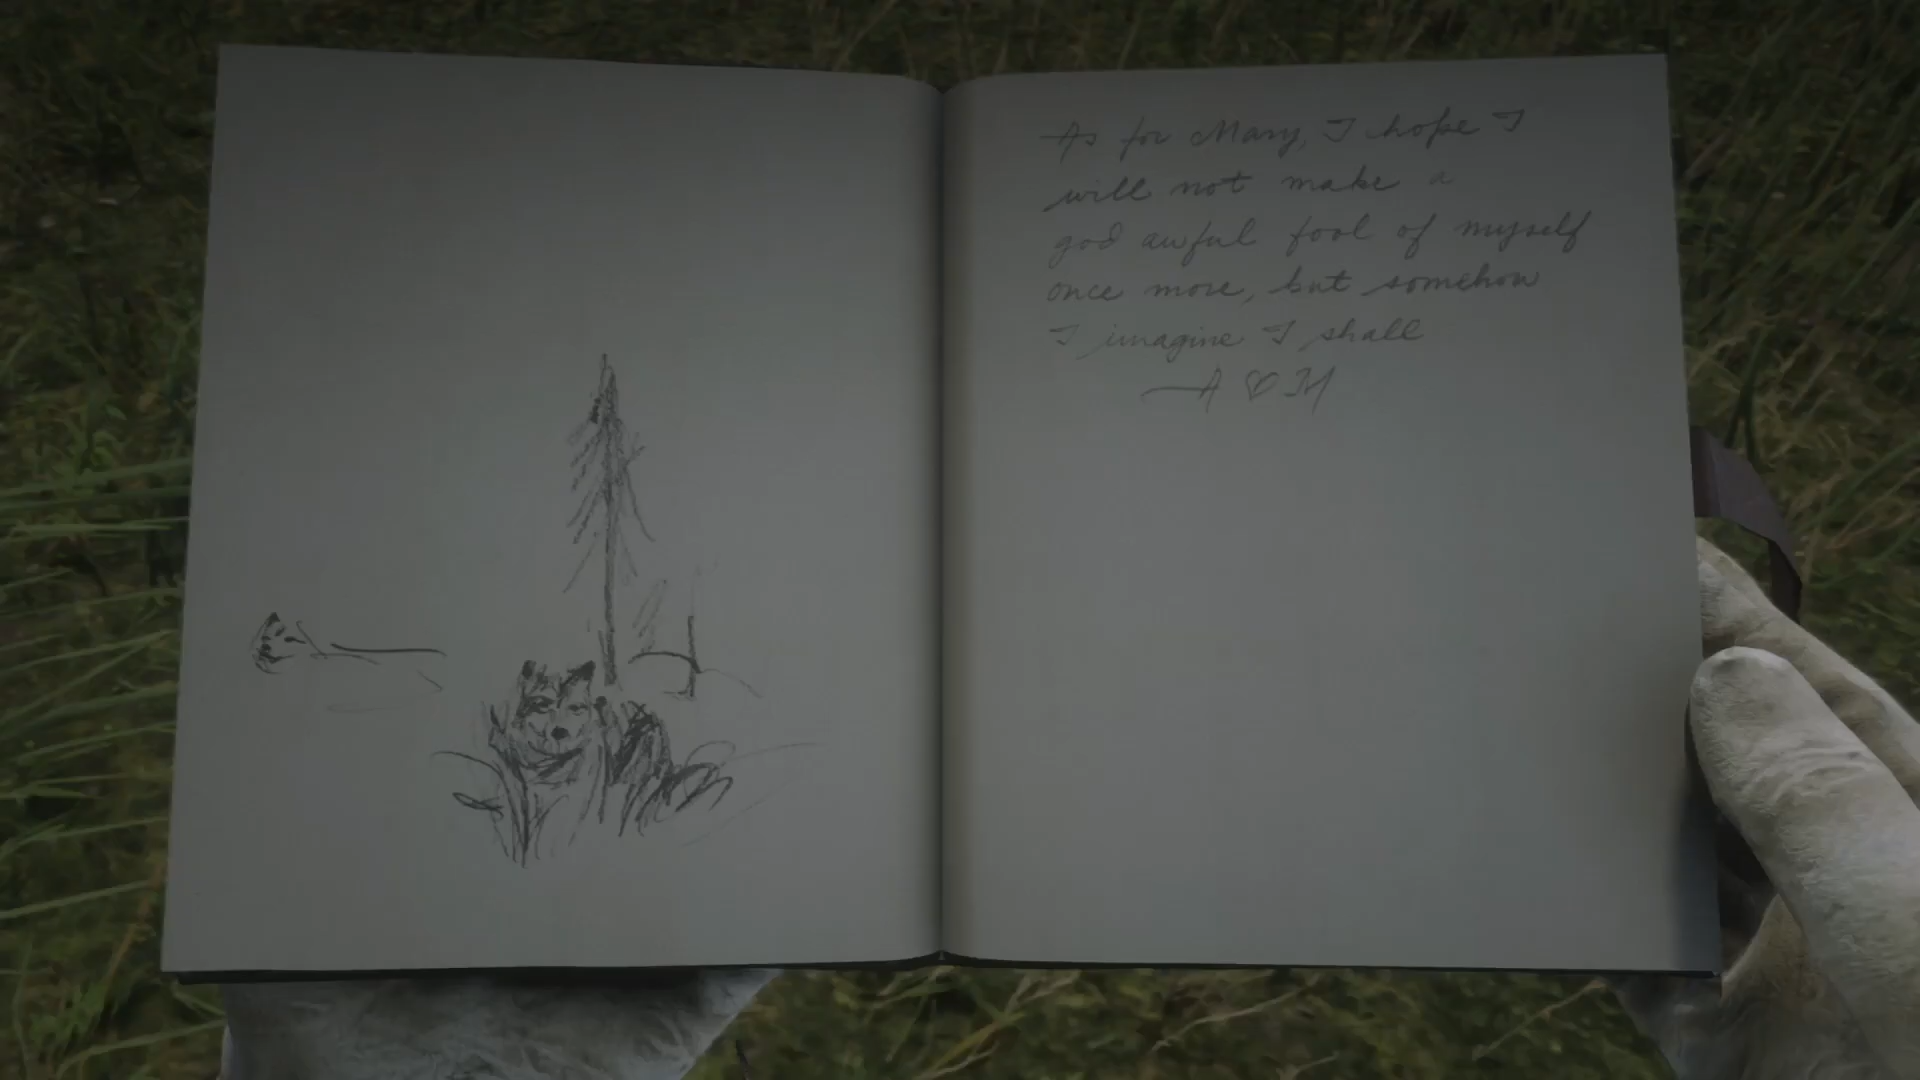 As for Mary, I hope I
will not make a
god awful fool of myself
once more, but somehow
I imagine I shall
—A ♡ M